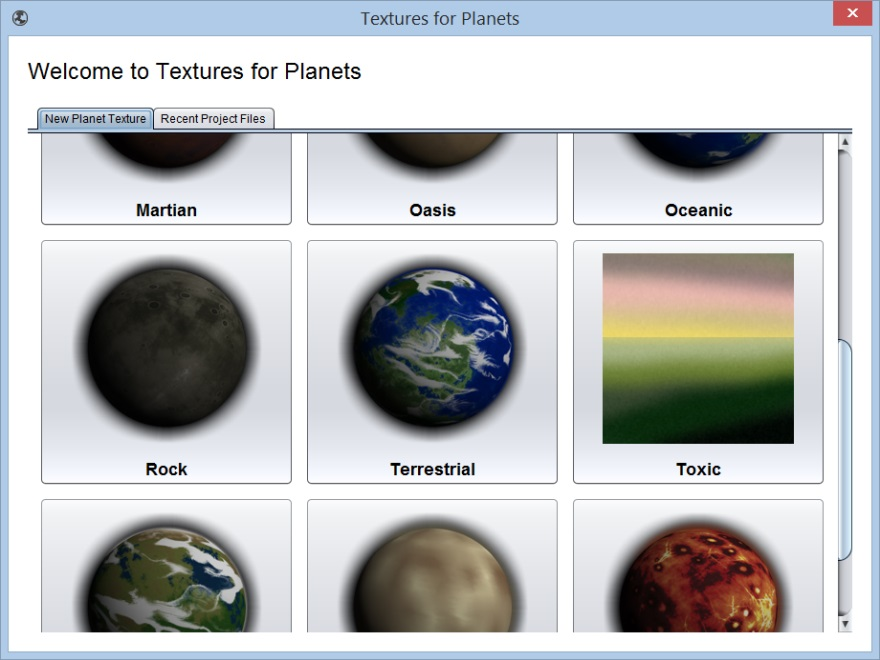 Textures for Planets
Welcome to Textures for Planets
New Planet Texture Recent Project Files
Martian Oasis Oceanic
Rock Terrestrial Toxic